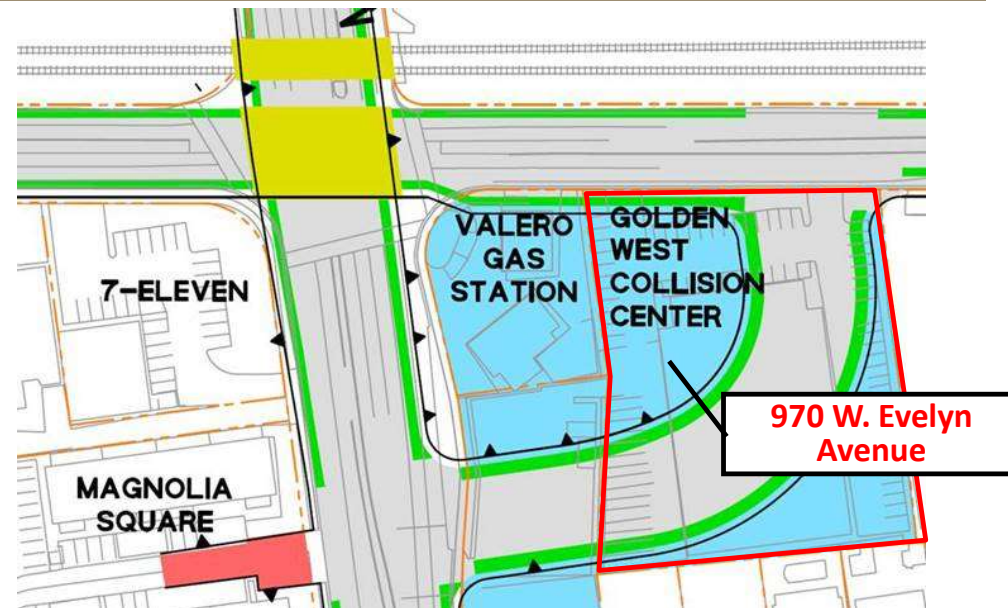 VALERO
GAS
STATION
GOLDEN
WEST
COLLISION
CENTER
7-ELEVEN
970 W. Evelyn
Avenue
MAGNOLIA
SQUARE